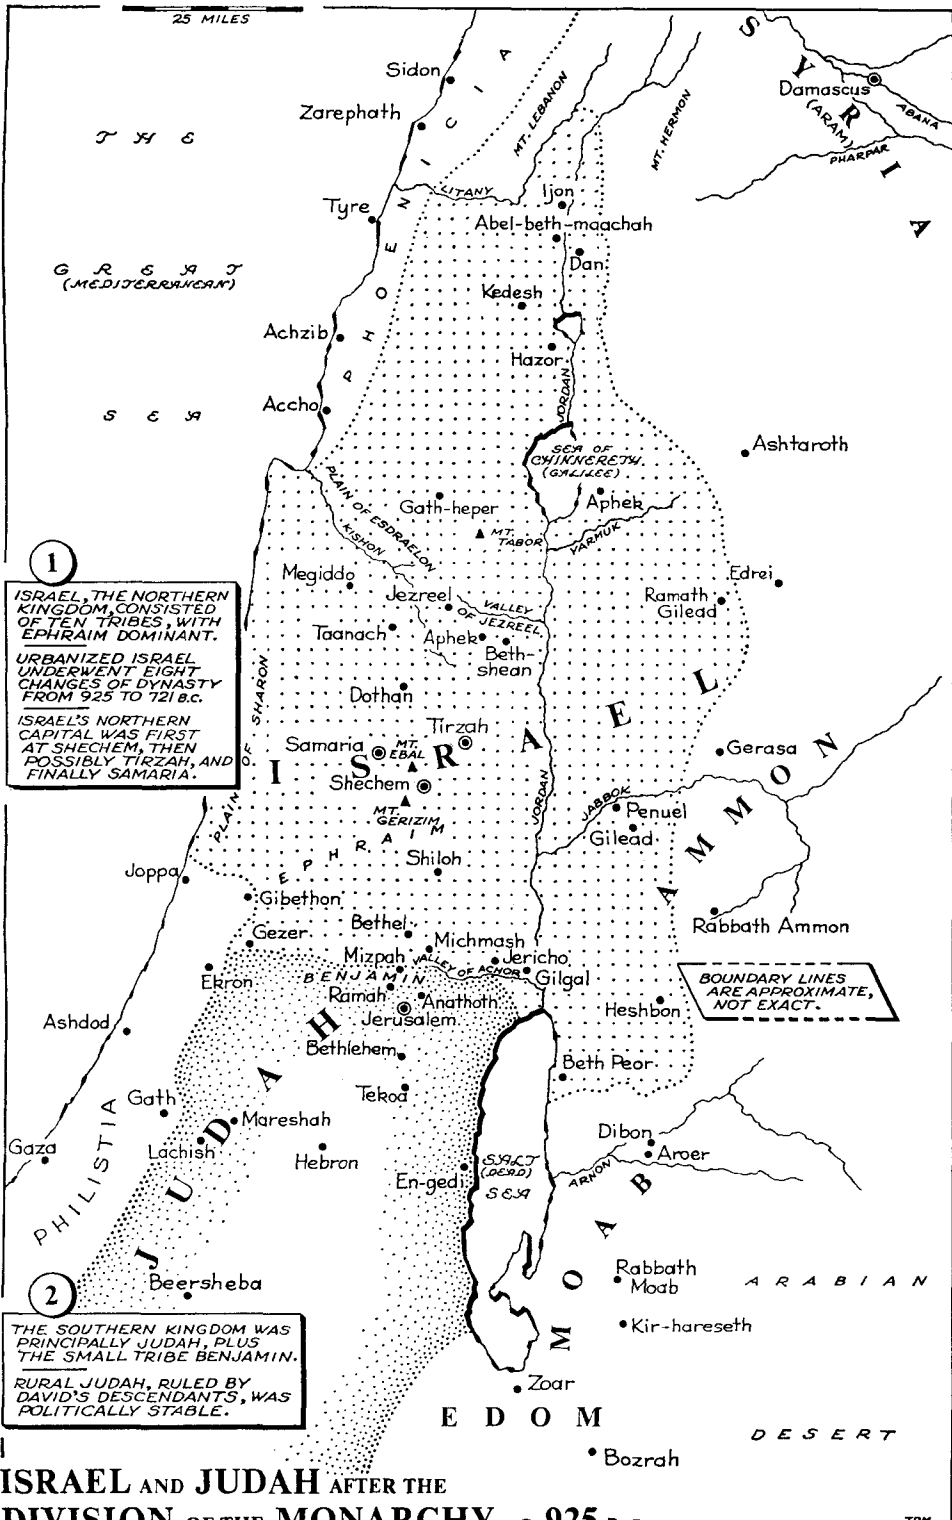 25 MILES
SYRIA
Damascus
(ARAM)
ABANA
PHARPAR
Sidon
Zarephath
PHOENICIA
MT. LEBANON
MT. HERMON
THE
GREAT
(MEDITERRANEAN)
SEA
LITANY
Tyre
Ijon
Abel-beth-maachah
Dan
Kedesh
Achzib
Hazor
JORDAN
Accho
SEA OF
CHINNERETH
(GALILEE)
Ashtaroth
Aphek
Gath-heper
PLAIN OF ESDRAELON
KISHON
MT.
TABOR
YARMUK
Edrei
Megiddo
Jezreel
VALLEY
OF JEZREEL
Ramath
Gilead
Taanach
Aphek
Beth-
shean
Dothan
Tirzah
PLAIN OF SHARON
Samaria
MT.
EBAL
ISRAEL
Gerasa
Shechem
MT.
GERIZIM
JORDAN
JABBOK
Penuel
Gilead
AMMON
EPHRAIM
Shiloh
Joppa
Gibethon
Rabbath Ammon
Gezer
Bethel
Michmash
Mizpah
VALLEY OF ACHOR
Jericho
Gilgal
Ekron
BENJAMIN
Ramah
Anathoth
Jerusalem
Heshbon
Ashdod
JUDAH
Bethlehem
Beth Peor
Tekoa
Gath
Mareshah
Lachish
Hebron
Dibon
Aroer
Gaza
En-gedi
SALT
(DEAD)
SEA
ARNON
PHILISTIA
MOAB
Beersheba
Rabbath
Moab
ARABIAN
Kir-hareseth
Zoar
EDOM
DESERT
Bozrah
1
ISRAEL, THE NORTHERN
KINGDOM, CONSISTED
OF TEN TRIBES, WITH
EPHRAIM DOMINANT.
URBANIZED ISRAEL
UNDERWENT EIGHT
CHANGES OF DYNASTY
FROM 925 TO 721 B.C.
ISRAEL'S NORTHERN
CAPITAL WAS FIRST
AT SHECHEM, THEN
POSSIBLY TIRZAH, AND
FINALLY SAMARIA.
BOUNDARY LINES
ARE APPROXIMATE,
NOT EXACT.
2
THE SOUTHERN KINGDOM WAS
PRINCIPALLY JUDAH, PLUS
THE SMALL TRIBE BENJAMIN.
RURAL JUDAH, RULED BY
DAVID'S DESCENDANTS, WAS
POLITICALLY STABLE.
ISRAEL AND JUDAH AFTER THE
DIVISION OF THE MONARCHY 925